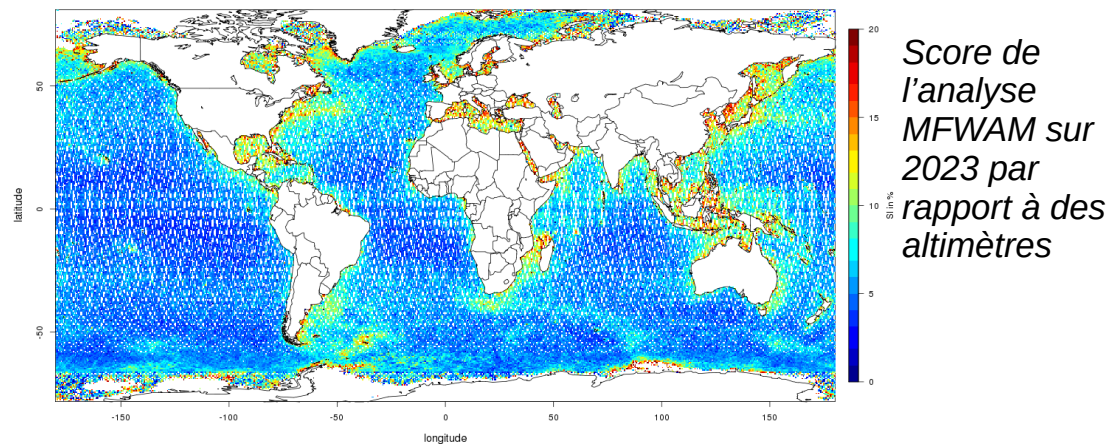 20
15
10
5
0
SI in %
50
0
-50
latitude
-150
-100
-50
0
50
100
150
longitude
Score de
l'analyse
MFWAM sur
2023 par
rapport à des
altimètres